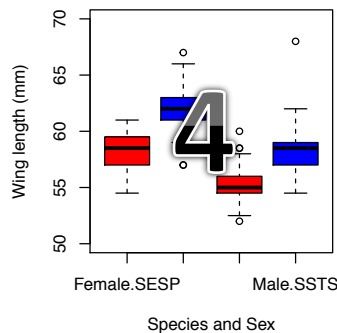 70
65
60
55
50
Wing length (mm)
4
Female.SESP Male.SSTS
Species and Sex